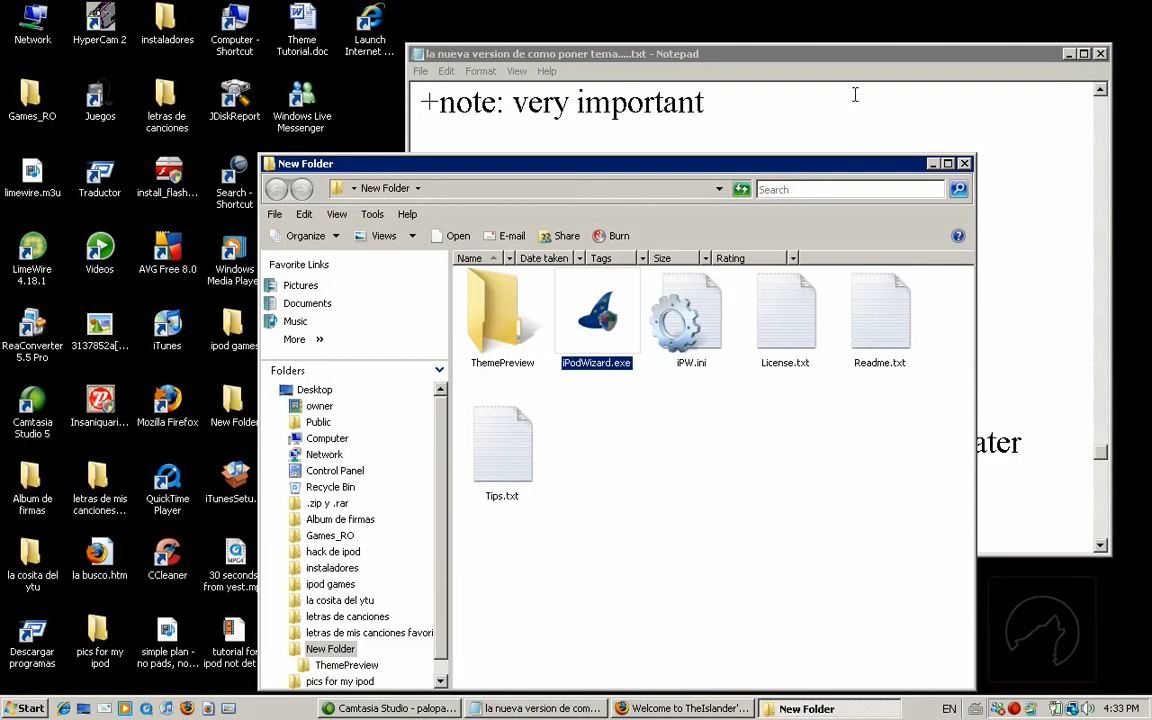 Network
HyperCam 2
instaladores
Computer -
Shortcut
Theme
Tutorial.doc
Launch
Internet ...
Games_RO
Juegos
letras de
canciones
JDiskReport
Windows Live
Messenger
limewire.m3u
Traductor
install_flash...
Search -
Shortcut
LimeWire
4.18.1
Videos
AVG Free 8.0
Windows
Media Playe
ReaConverter
5.5 Pro
3137852a[...
iTunes
ipod games
Camtasia
Studio 5
Insaniquari...
Mozilla Firefox
New Folder
Album de
firmas
letras de mis
canciones...
QuickTime
Player
iTunesSetu...
la cosita del
ytu
la busco.htm
CCleaner
30 seconds
from yest.mp
Descargar
programas
pics for my
ipod
simple plan -
no pads, no...
tutorial for
ipod not det
la nueva version de como poner tema.....txt - Notepad
File Edit Format View Help
+note: very important
ater
New Folder
New Folder
Search
File Edit View Tools Help
Organize Views Open E-mail Share Burn
Favorite Links
Pictures
Documents
Music
More »
Folders
Desktop
owner
Public
Computer
Network
Control Panel
Recycle Bin
.zip y .rar
Album de firmas
Games_RO
hack de ipod
instaladores
ipod games
la cosita del ytu
letras de canciones
letras de mis canciones favori
New Folder
ThemePreview
pics for my ipod
Name Date taken Tags Size Rating
ThemePreview
iPodWizard.exe
iPW.ini
License.txt
Readme.txt
Tips.txt
Start
Camtasia Studio - palopa...
la nueva version de com...
Welcome to TheIslander'...
New Folder
EN
4:33 PM